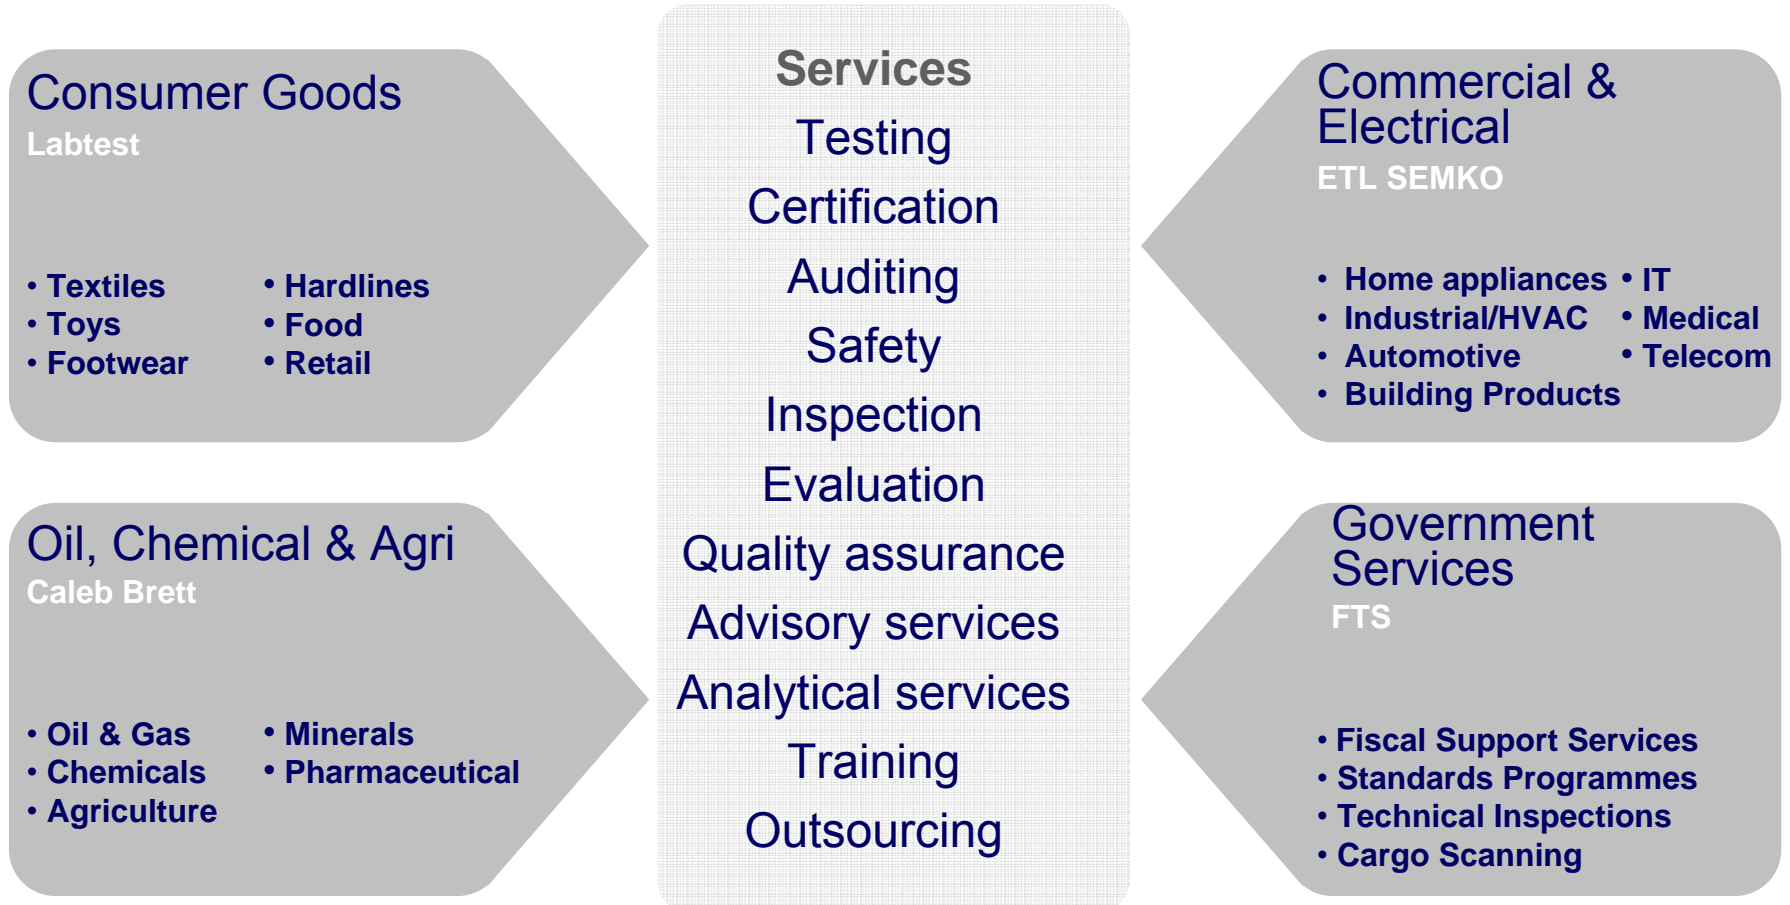 Consumer Goods
Labtest
• Textiles
• Toys
• Footwear
• Hardlines
• Food
• Retail
Oil, Chemical & Agri
Caleb Brett
• Oil & Gas
• Chemicals
• Agriculture
• Minerals
• Pharmaceutical
Services
Testing
Certification
Auditing
Safety
Inspection
Evaluation
Quality assurance
Advisory services
Analytical services
Training
Outsourcing
Commercial &
Electrical
ETL SEMKO
• Home appliances
• Industrial/HVAC
• Automotive
• Building Products
• IT
• Medical
• Telecom
Government
Services
FTS
• Fiscal Support Services
• Standards Programmes
• Technical Inspections
• Cargo Scanning